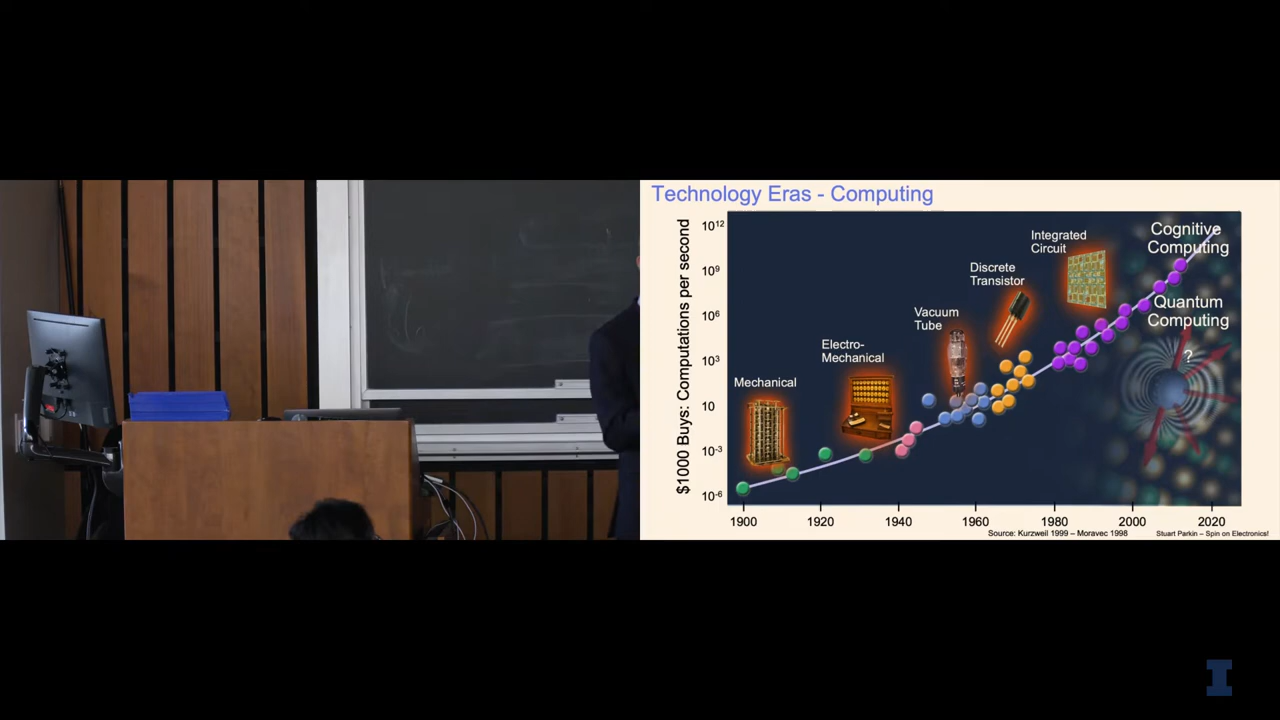 Technology Eras - Computing
$1000 Buys: Computations per second
10¹²
10⁹
10⁶
10³
10
10⁻³
10⁻⁶
Mechanical
Electro-
Mechanical
Vacuum
Tube
Discrete
Transistor
Integrated
Circuit
Cognitive
Computing
Quantum
Computing
?
1900
1920
1940
1960
1980
2000
2020
Source: Kurzweil 1999 – Moravec 1998
Stuart Parkin – Spin on Electronics!
I